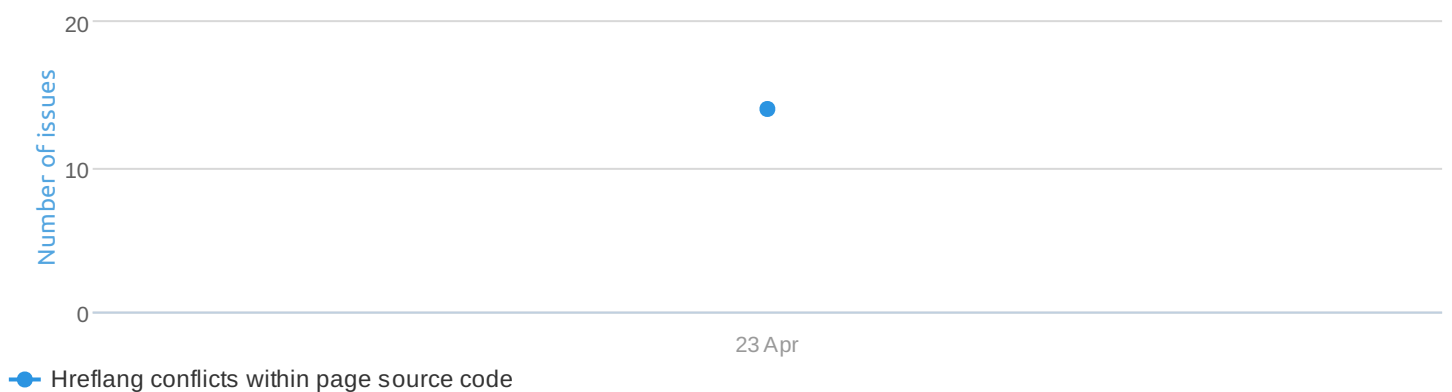 20
Number of issues
10
0
23 Apr
Hreflang conflicts within page source code